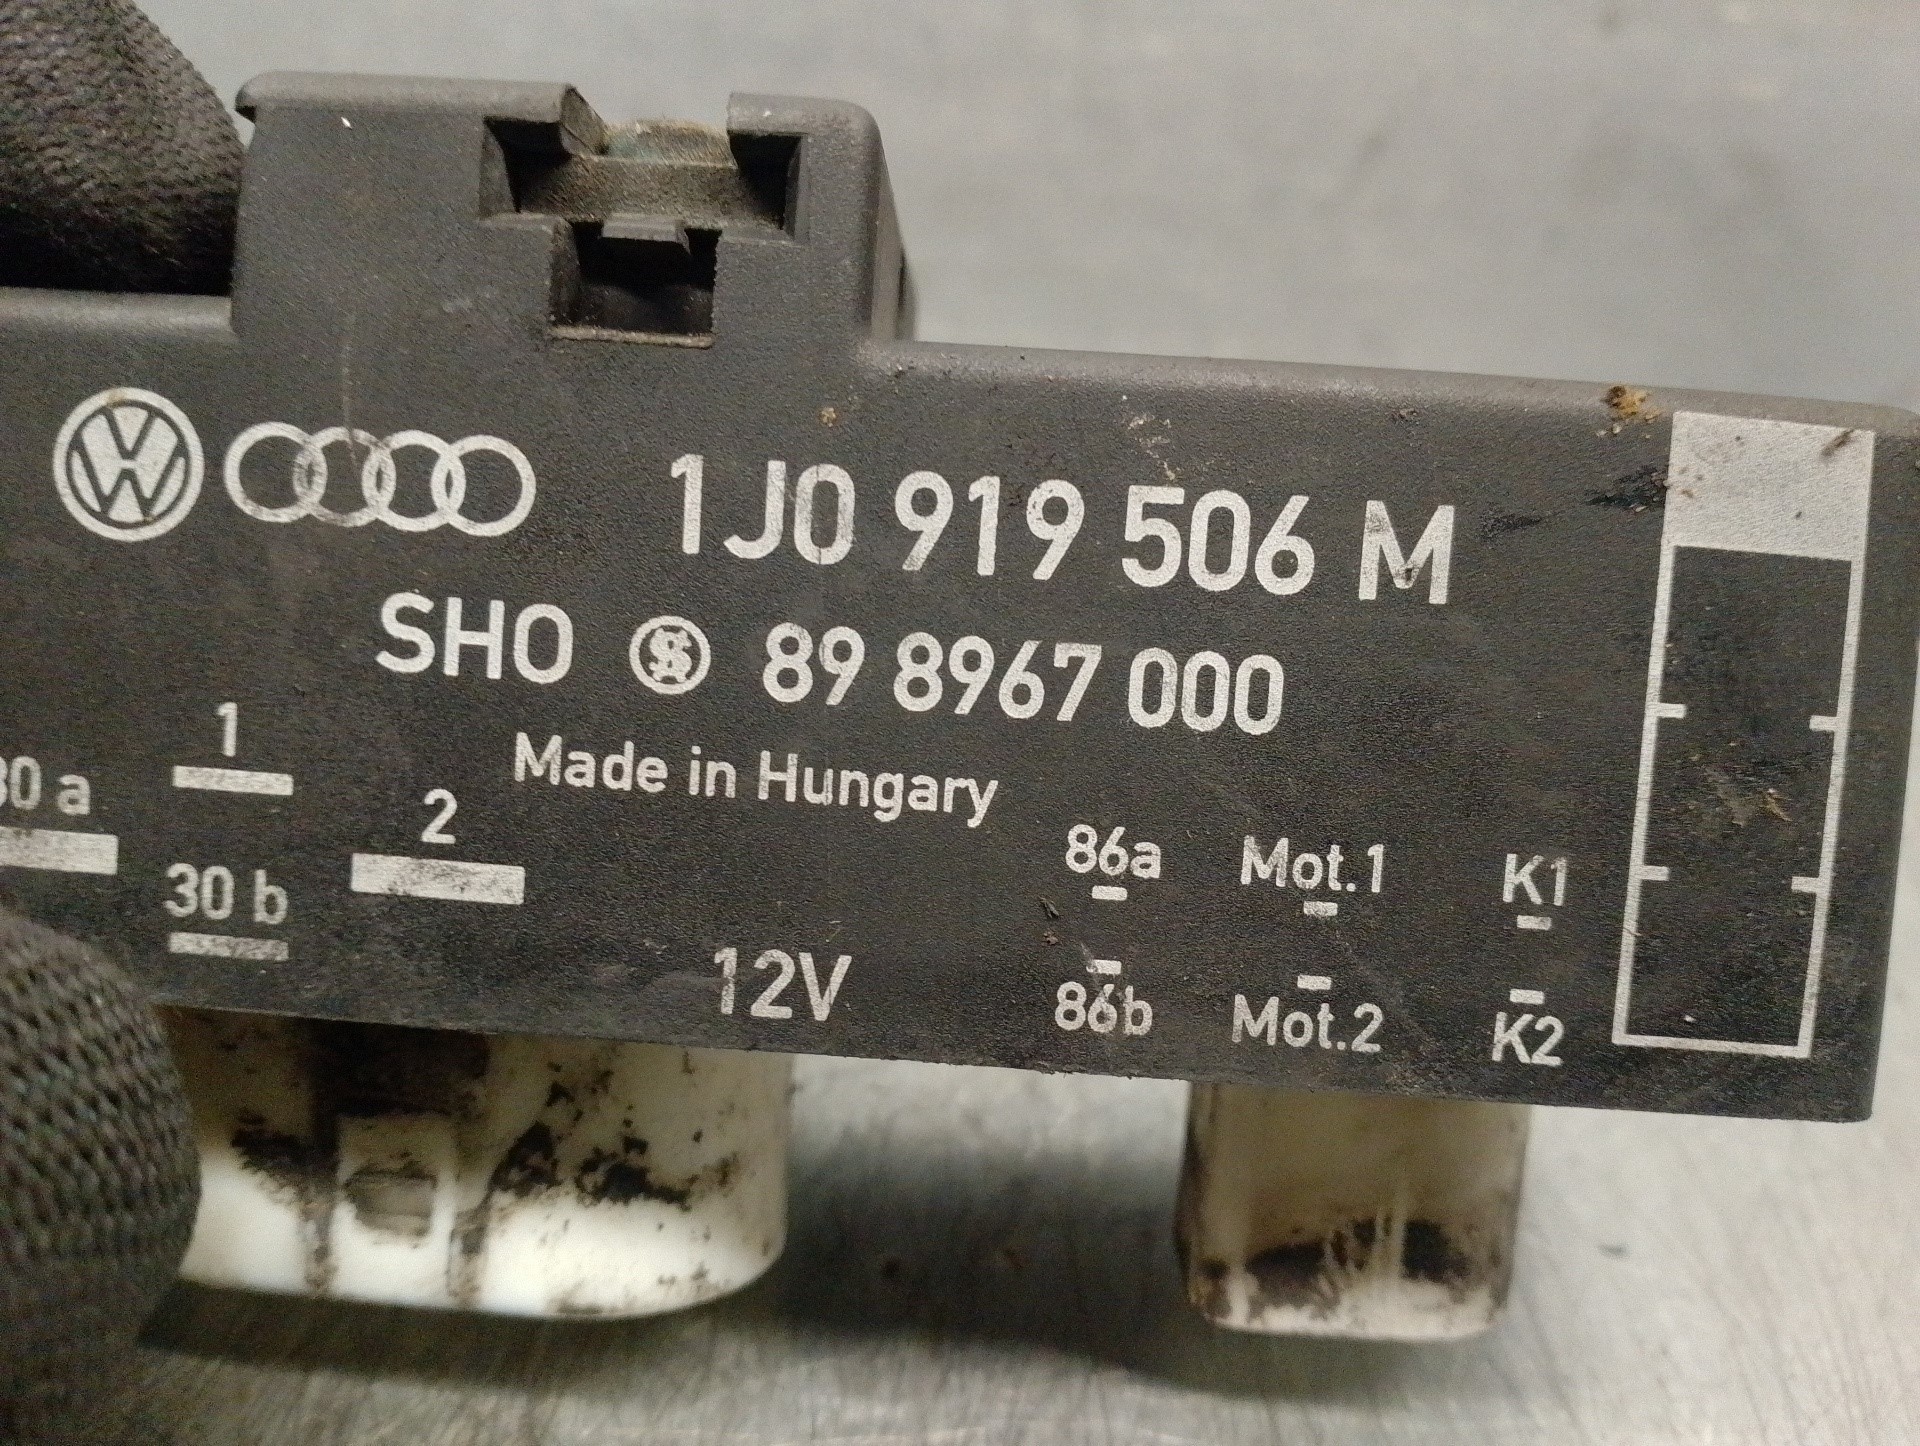 1J0 919 506 M
SHO 89 8967 000
Made in Hungary
30 a
1
2
30 b
12V
86a
Mot.1
K1
86b
Mot.2
K2